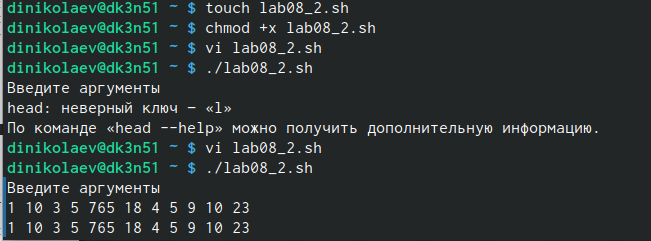 dinikolaev@dk3n51 ~ $ touch lab08_2.sh
dinikolaev@dk3n51 ~ $ chmod +x lab08_2.sh
dinikolaev@dk3n51 ~ $ vi lab08_2.sh
dinikolaev@dk3n51 ~ $ ./lab08_2.sh
Введите аргументы
head: неверный ключ — «l»
По команде «head --help» можно получить дополнительную информацию.
dinikolaev@dk3n51 ~ $ vi lab08_2.sh
dinikolaev@dk3n51 ~ $ ./lab08_2.sh
Введите аргументы
1 10 3 5 765 18 4 5 9 10 23
1 10 3 5 765 18 4 5 9 10 23